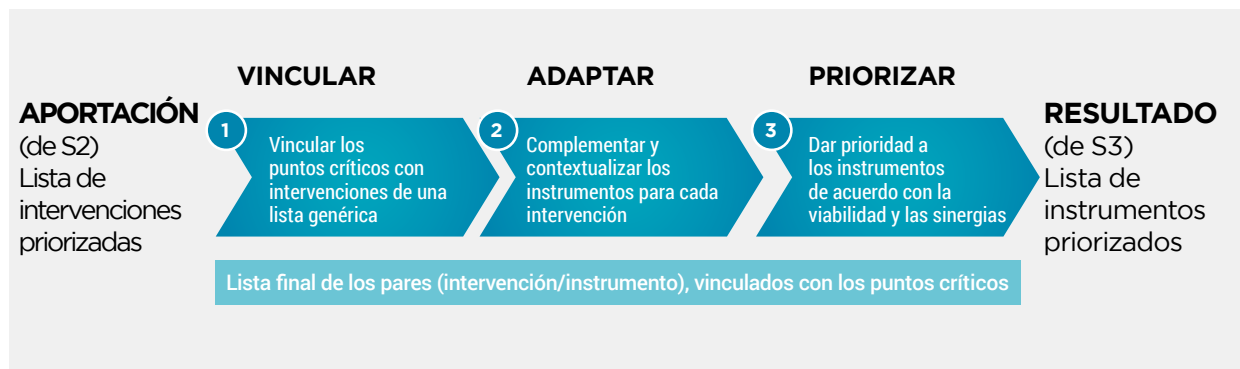 APORTACIÓN
(de S2)
Lista de
intervenciones
priorizadas
VINCULAR
1
Vincular los
puntos críticos con
intervenciones de una
lista genérica
ADAPTAR
2
Complementar y
contextualizar los
instrumentos para cada
intervención
PRIORIZAR
3
Dar prioridad a
los instrumentos
de acuerdo con la
viabilidad y las sinergias
RESULTADO
(de S3)
Lista de
instrumentos
priorizados
Lista final de los pares (intervención/instrumento), vinculados con los puntos críticos